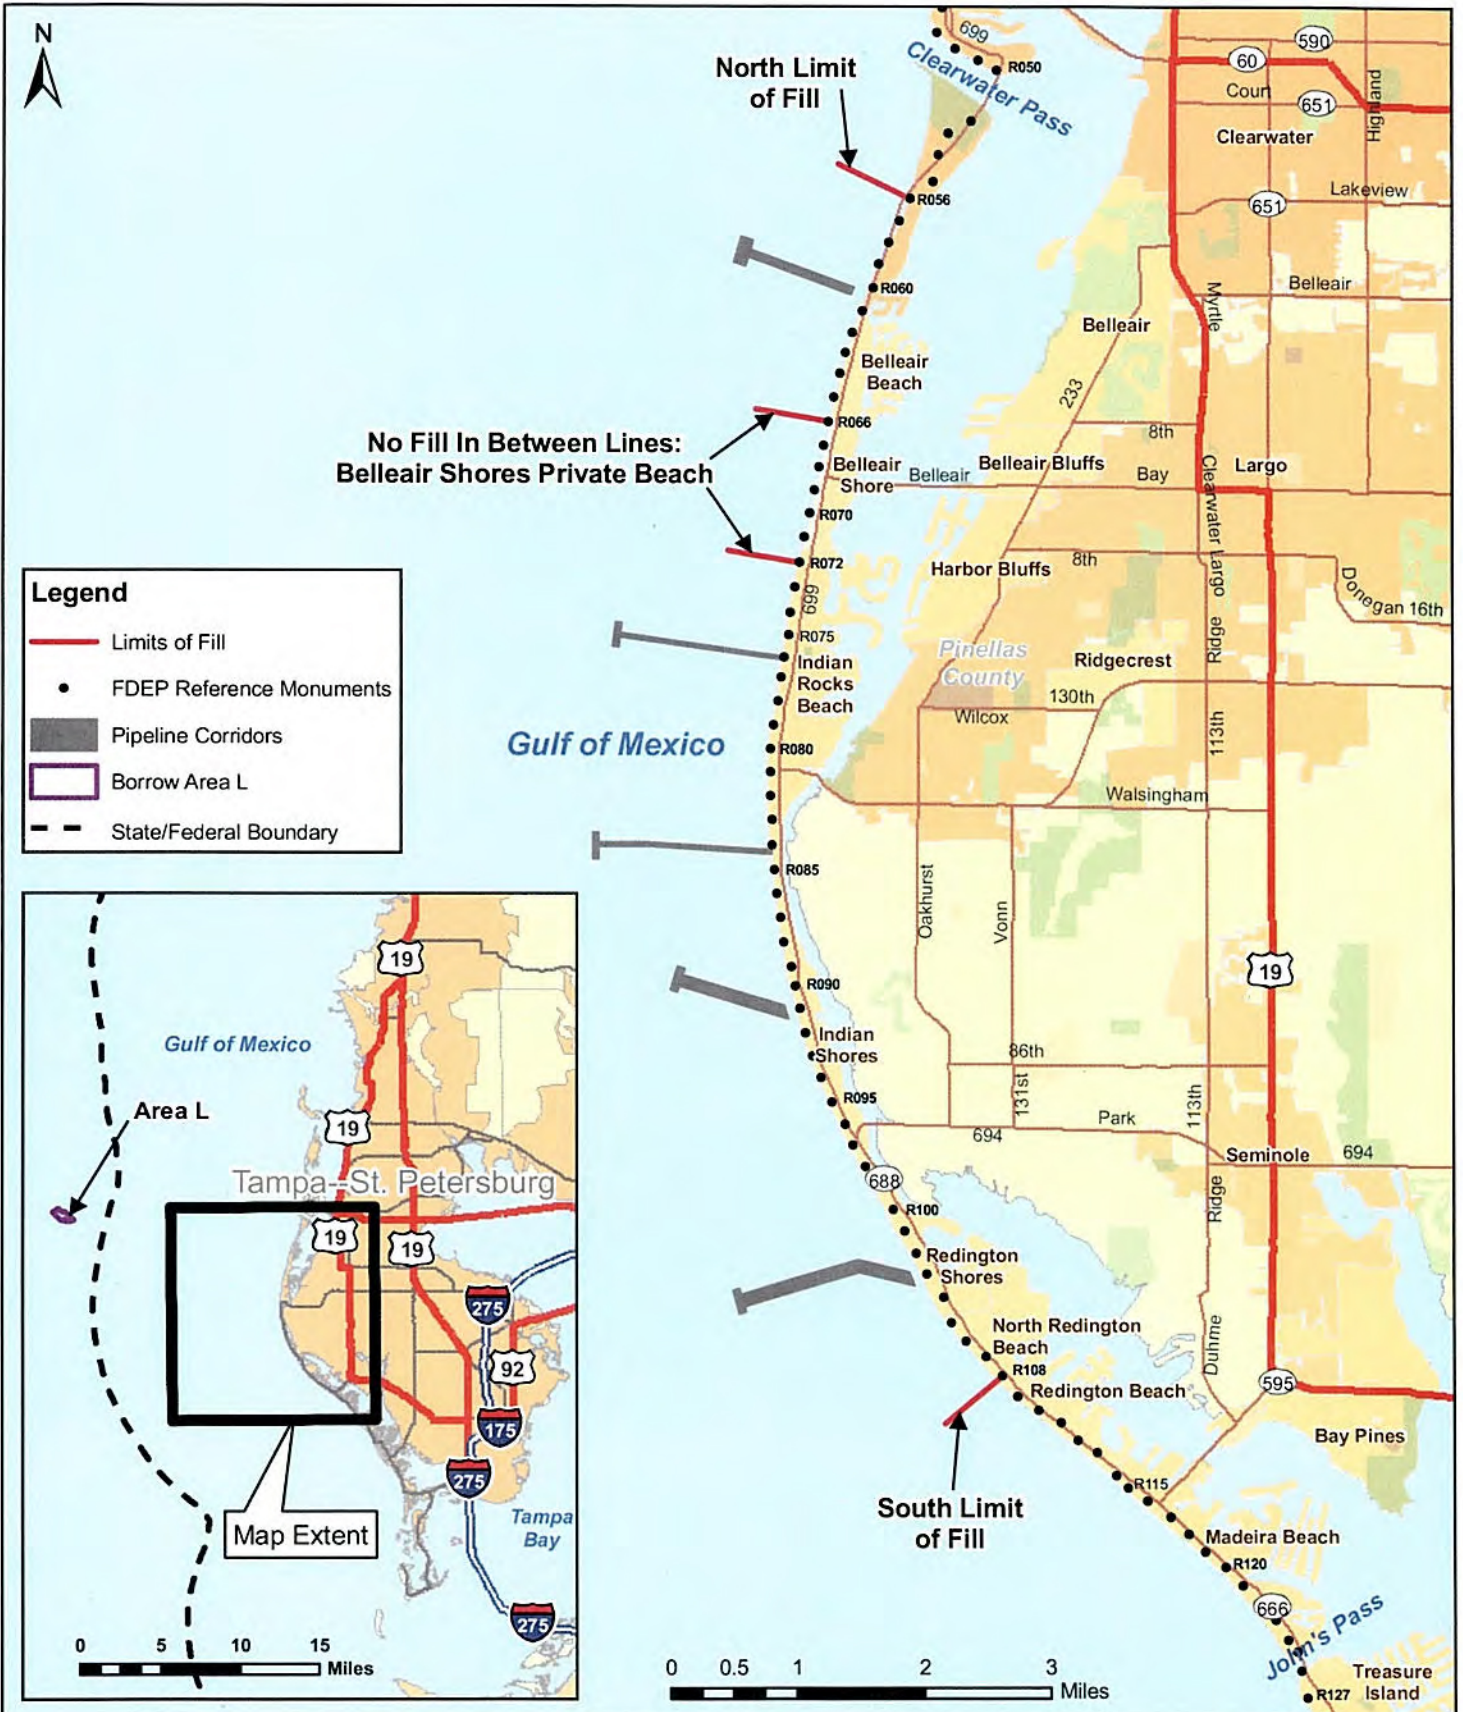 N
699
Clearwater Pass
R050
590
60
Court
651
Highland
Clearwater
North Limit
of Fill
Lakeview
651
R056
R060
Belleair
Myrtle
Belleair
Belleair
Beach
233
R066
8th
No Fill In Between Lines:
Belleair Shores Private Beach
Belleair
Shore
Belleair
Belleair Bluffs
Bay
Clearwater Largo
Largo
R070
R072
Harbor Bluffs
8th
Donegan 16th
699
Legend
Limits of Fill
FDEP Reference Monuments
Pipeline Corridors
Borrow Area L
State/Federal Boundary
R075
Indian
Rocks
Beach
Pinellas
County
Ridgecrest
Ridge
130th
Wilcox
113th
Gulf of Mexico
R080
Walsingham
R085
Oakhurst
Vonn
19
R090
Indian
Shores
86th
131st
113th
R095
Park
694
Seminole
694
688
R100
Ridge
Redington
Shores
North Redington
Beach
Duhme
R108
Redington Beach
595
Bay Pines
South Limit
of Fill
R115
Madeira Beach
R120
666
John's Pass
Treasure
Island
R127
19
Gulf of Mexico
Area L
19
Tampa--St. Petersburg
19
19
275
92
175
275
Tampa
Bay
Map Extent
275
0 5 10 15
Miles
0 0.5 1 2 3
Miles